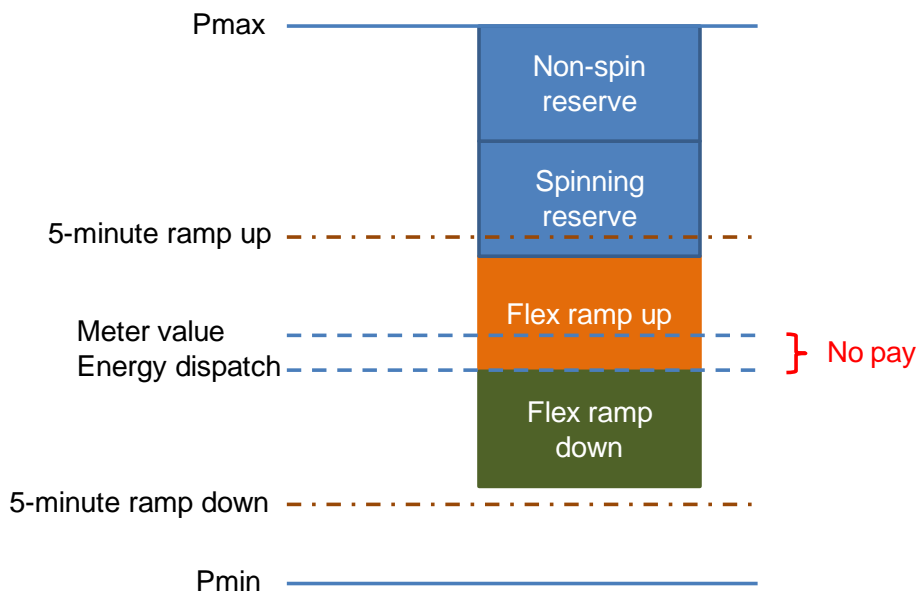 Pmax
Non-spin
reserve
Spinning
reserve
5-minute ramp up
Flex ramp up
Meter value
Energy dispatch
No pay
Flex ramp
down
5-minute ramp down
Pmin